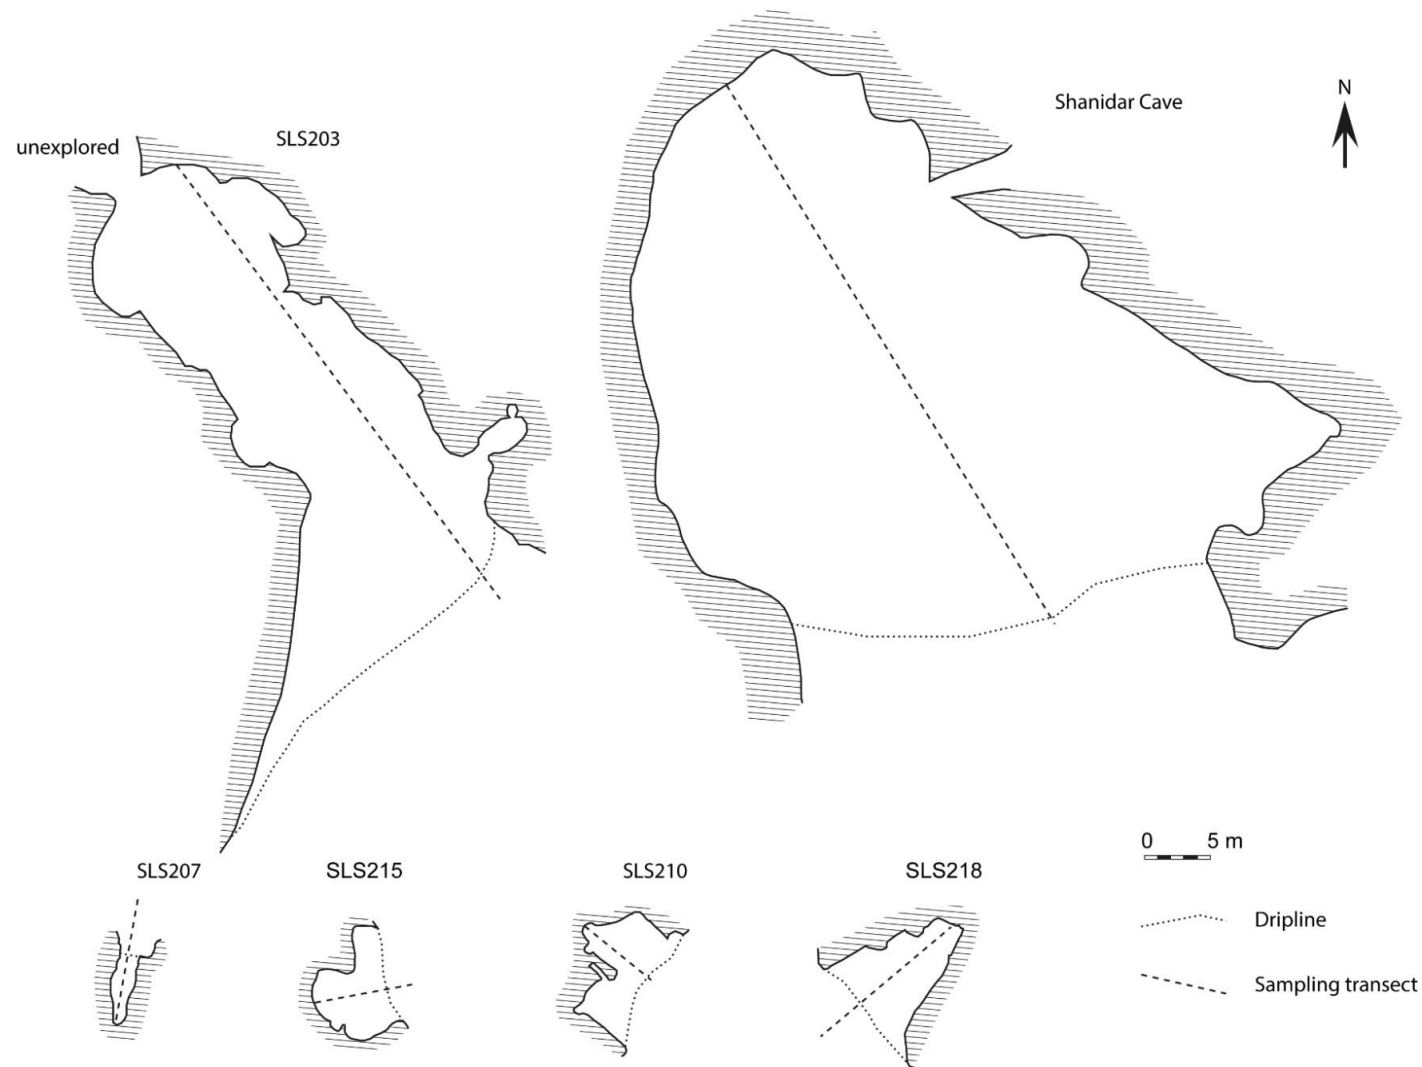 Shanidar Cave
N
SLS203
unexplored
0 5 m
SLS207
SLS215
SLS210
SLS218
Dripline
Sampling transect